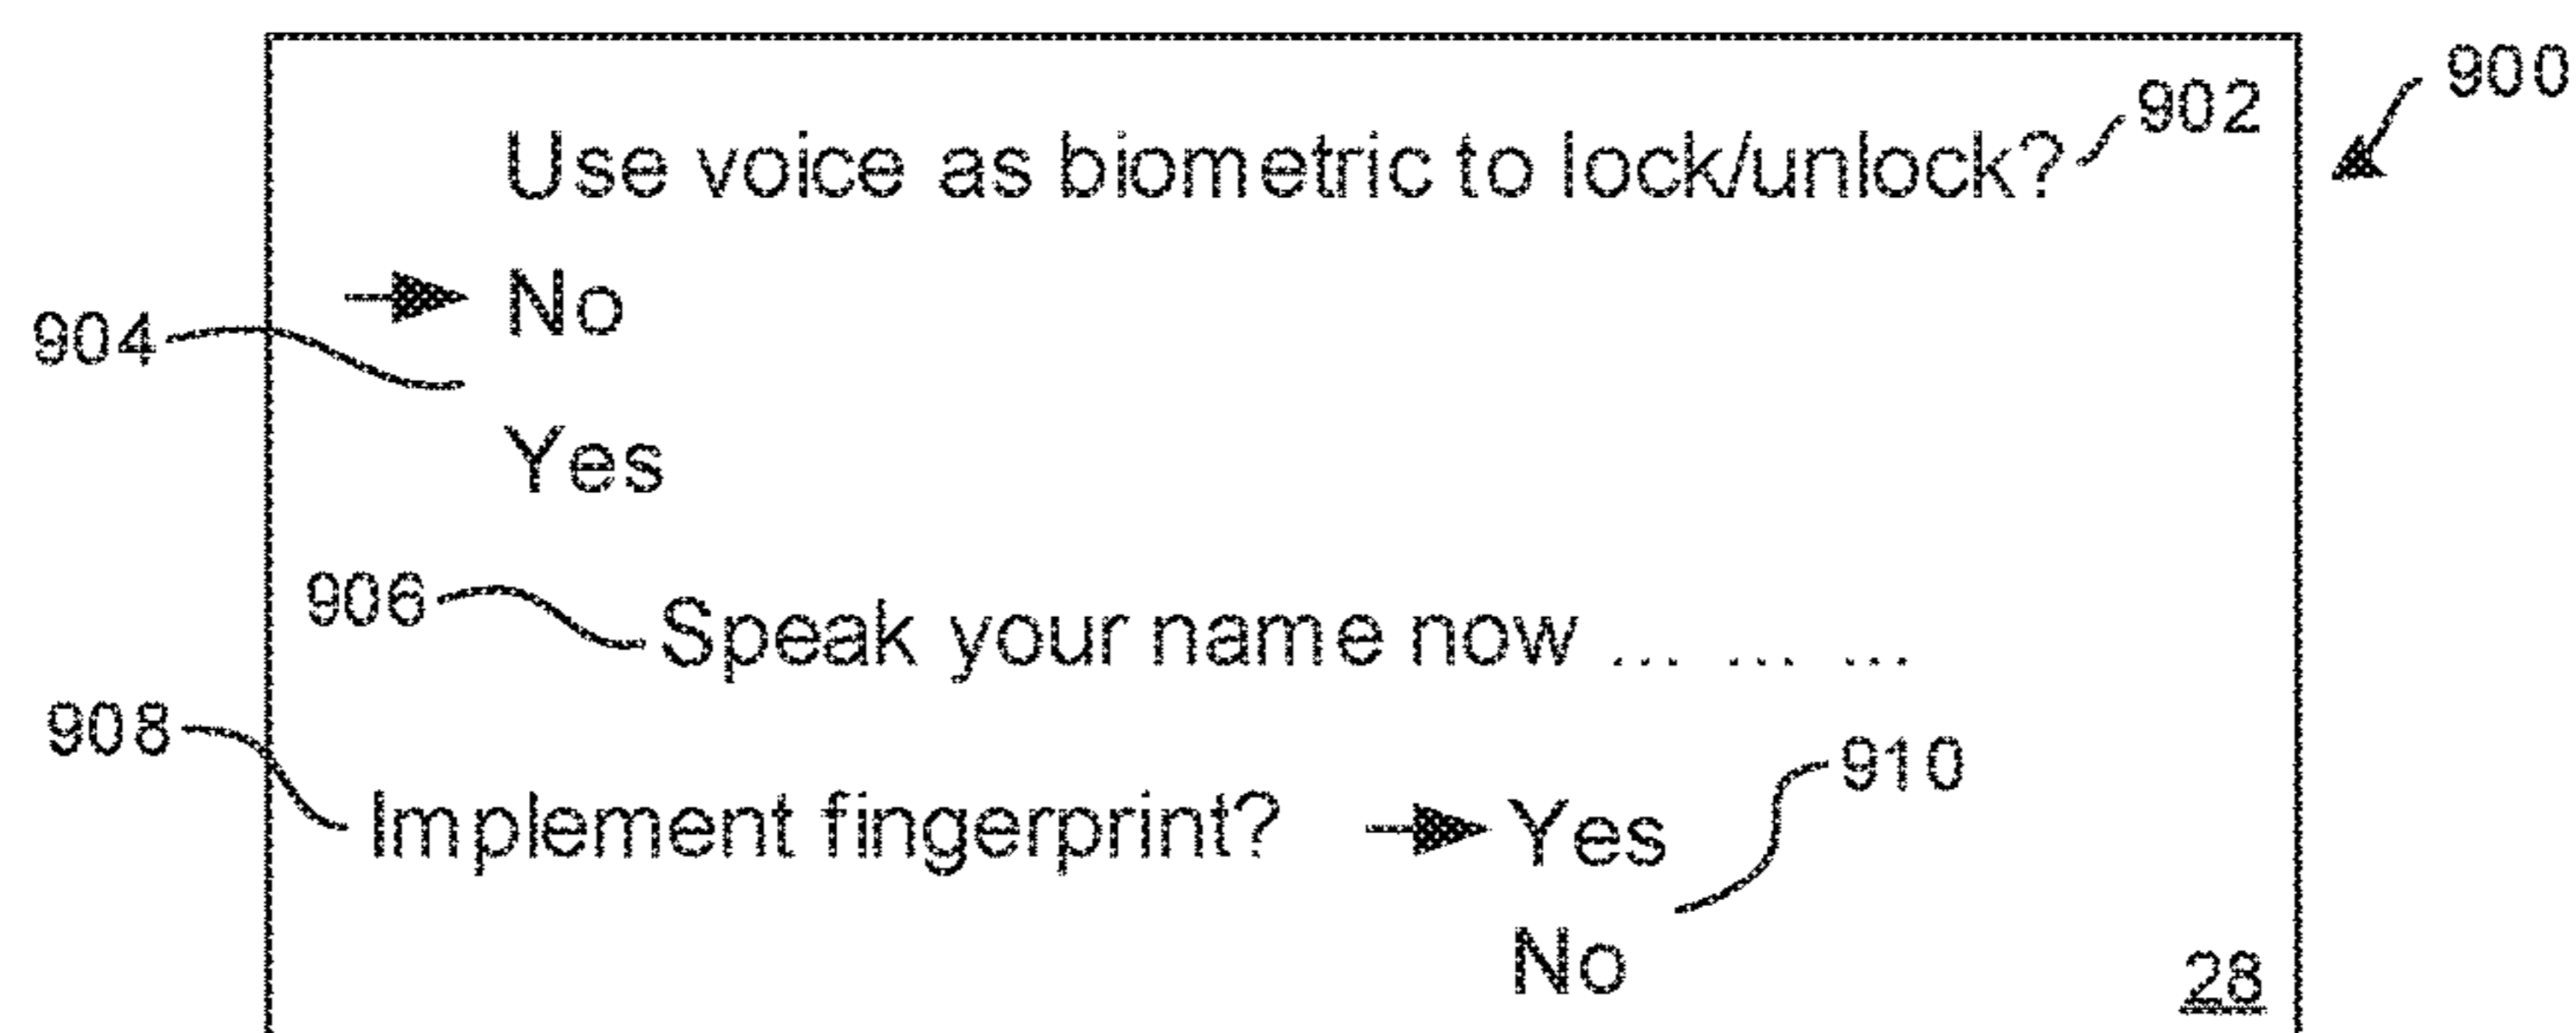 900
902
Use voice as biometric to lock/unlock?
No
904
Yes
906
Speak your name now ... ... ...
908
910
Implement fingerprint? Yes
No
28